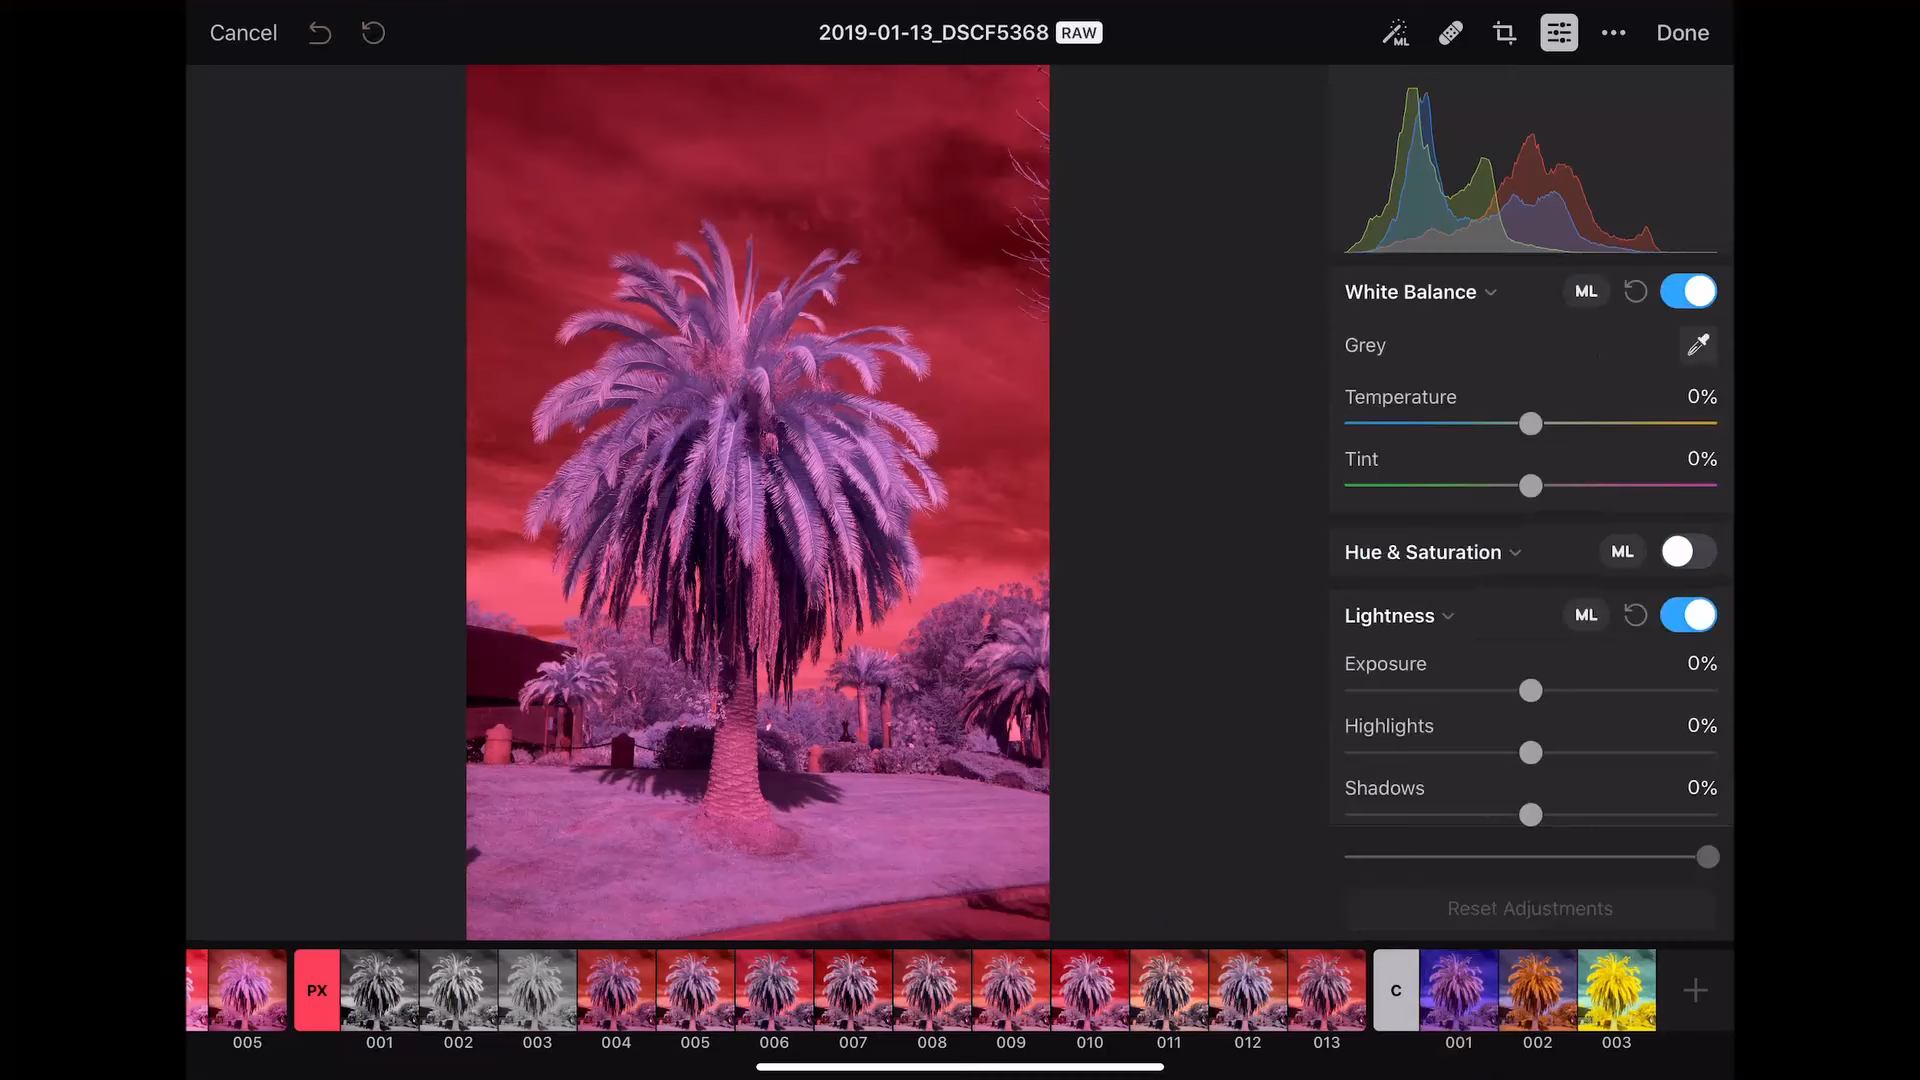 Cancel
2019-01-13_DSCF5368 RAW
ML
Done
White Balance ML
Grey
Temperature 0%
Tint 0%
Hue & Saturation ML
Lightness ML
Exposure 0%
Highlights 0%
Shadows 0%
Reset Adjustments
PX
C
005 001 002 003 004 005 006 007 008 009 010 011 012 013 001 002 003